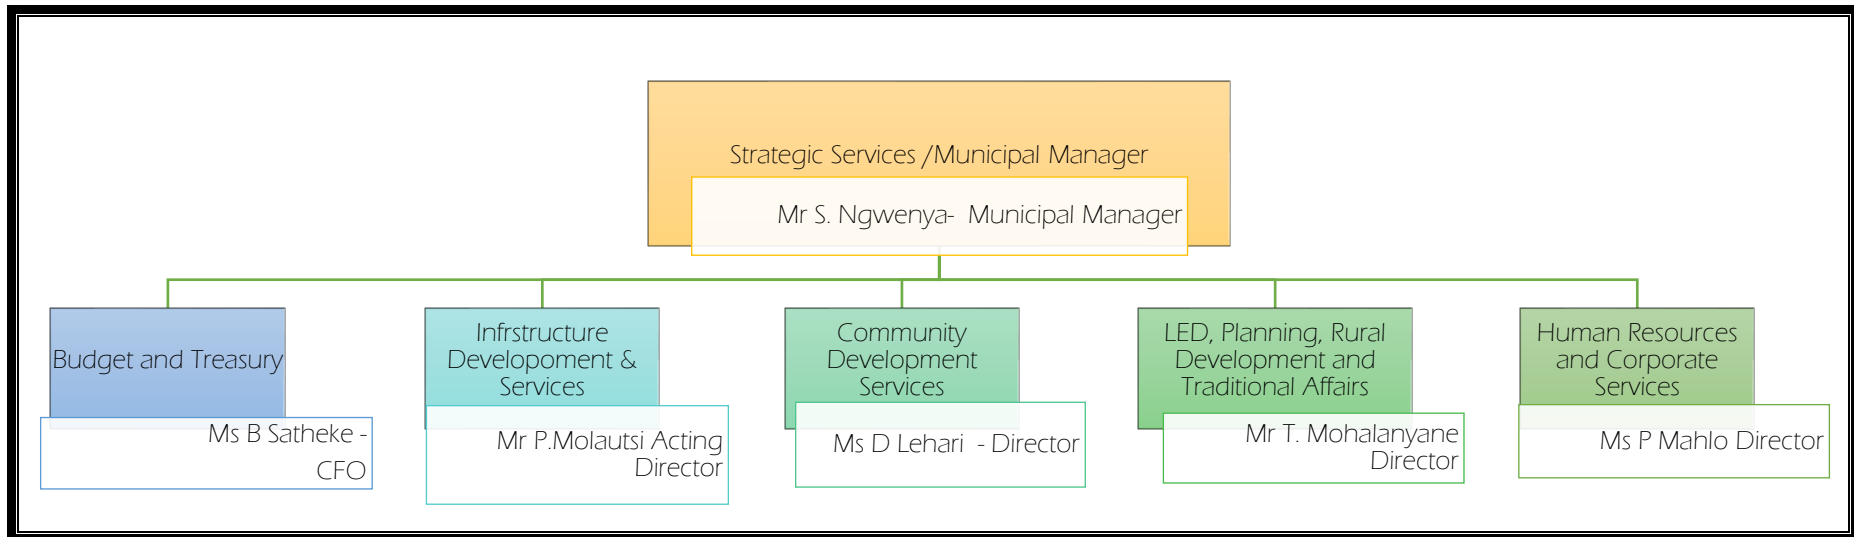 Strategic Services /Municipal Manager
Mr S. Ngwenya- Municipal Manager
Budget and Treasury
Ms B Satheke -
CFO
Infrstructure
Developoment &
Services
Mr P.Molautsi Acting
Director
Community
Development
Services
Ms D Lehari - Director
LED, Planning, Rural
Development and
Traditional Affairs
Mr T. Mohalanyane
Director
Human Resources
and Corporate
Services
Ms P Mahlo Director